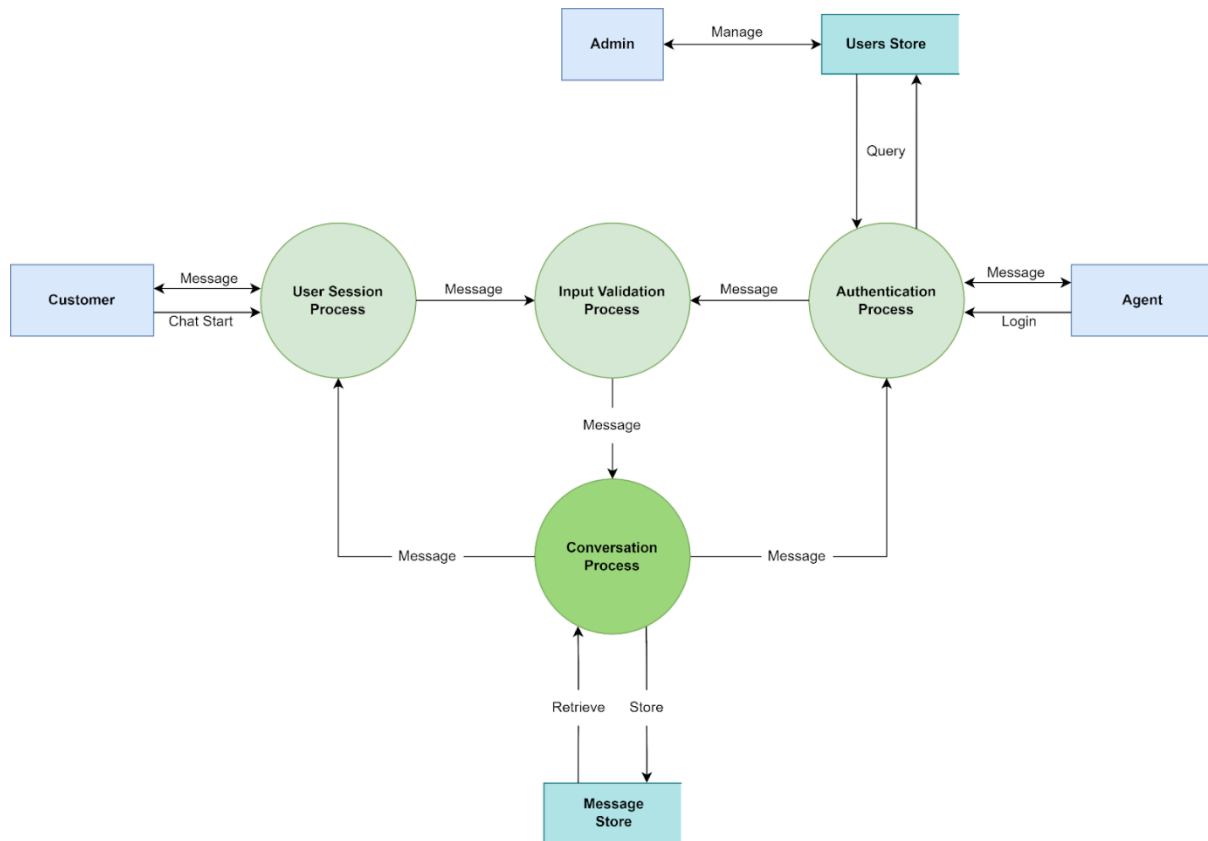 Admin
Manage
Users Store
Query
Customer
Message
Chat Start
User Session
Process
Message
Input Validation
Process
Message
Authentication
Process
Message
Login
Agent
Message
Message
Conversation
Process
Message
Retrieve
Store
Message
Store